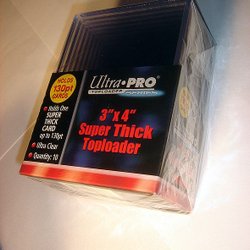 HOLDS
130pt
CARDS
Ultra•PRO
TOPLOADER
3"x 4"
Super Thick
Toploader
• Holds One
SUPER
THICK
CARD
up to 130pt
• Ultra Clear
• Quantity: 10